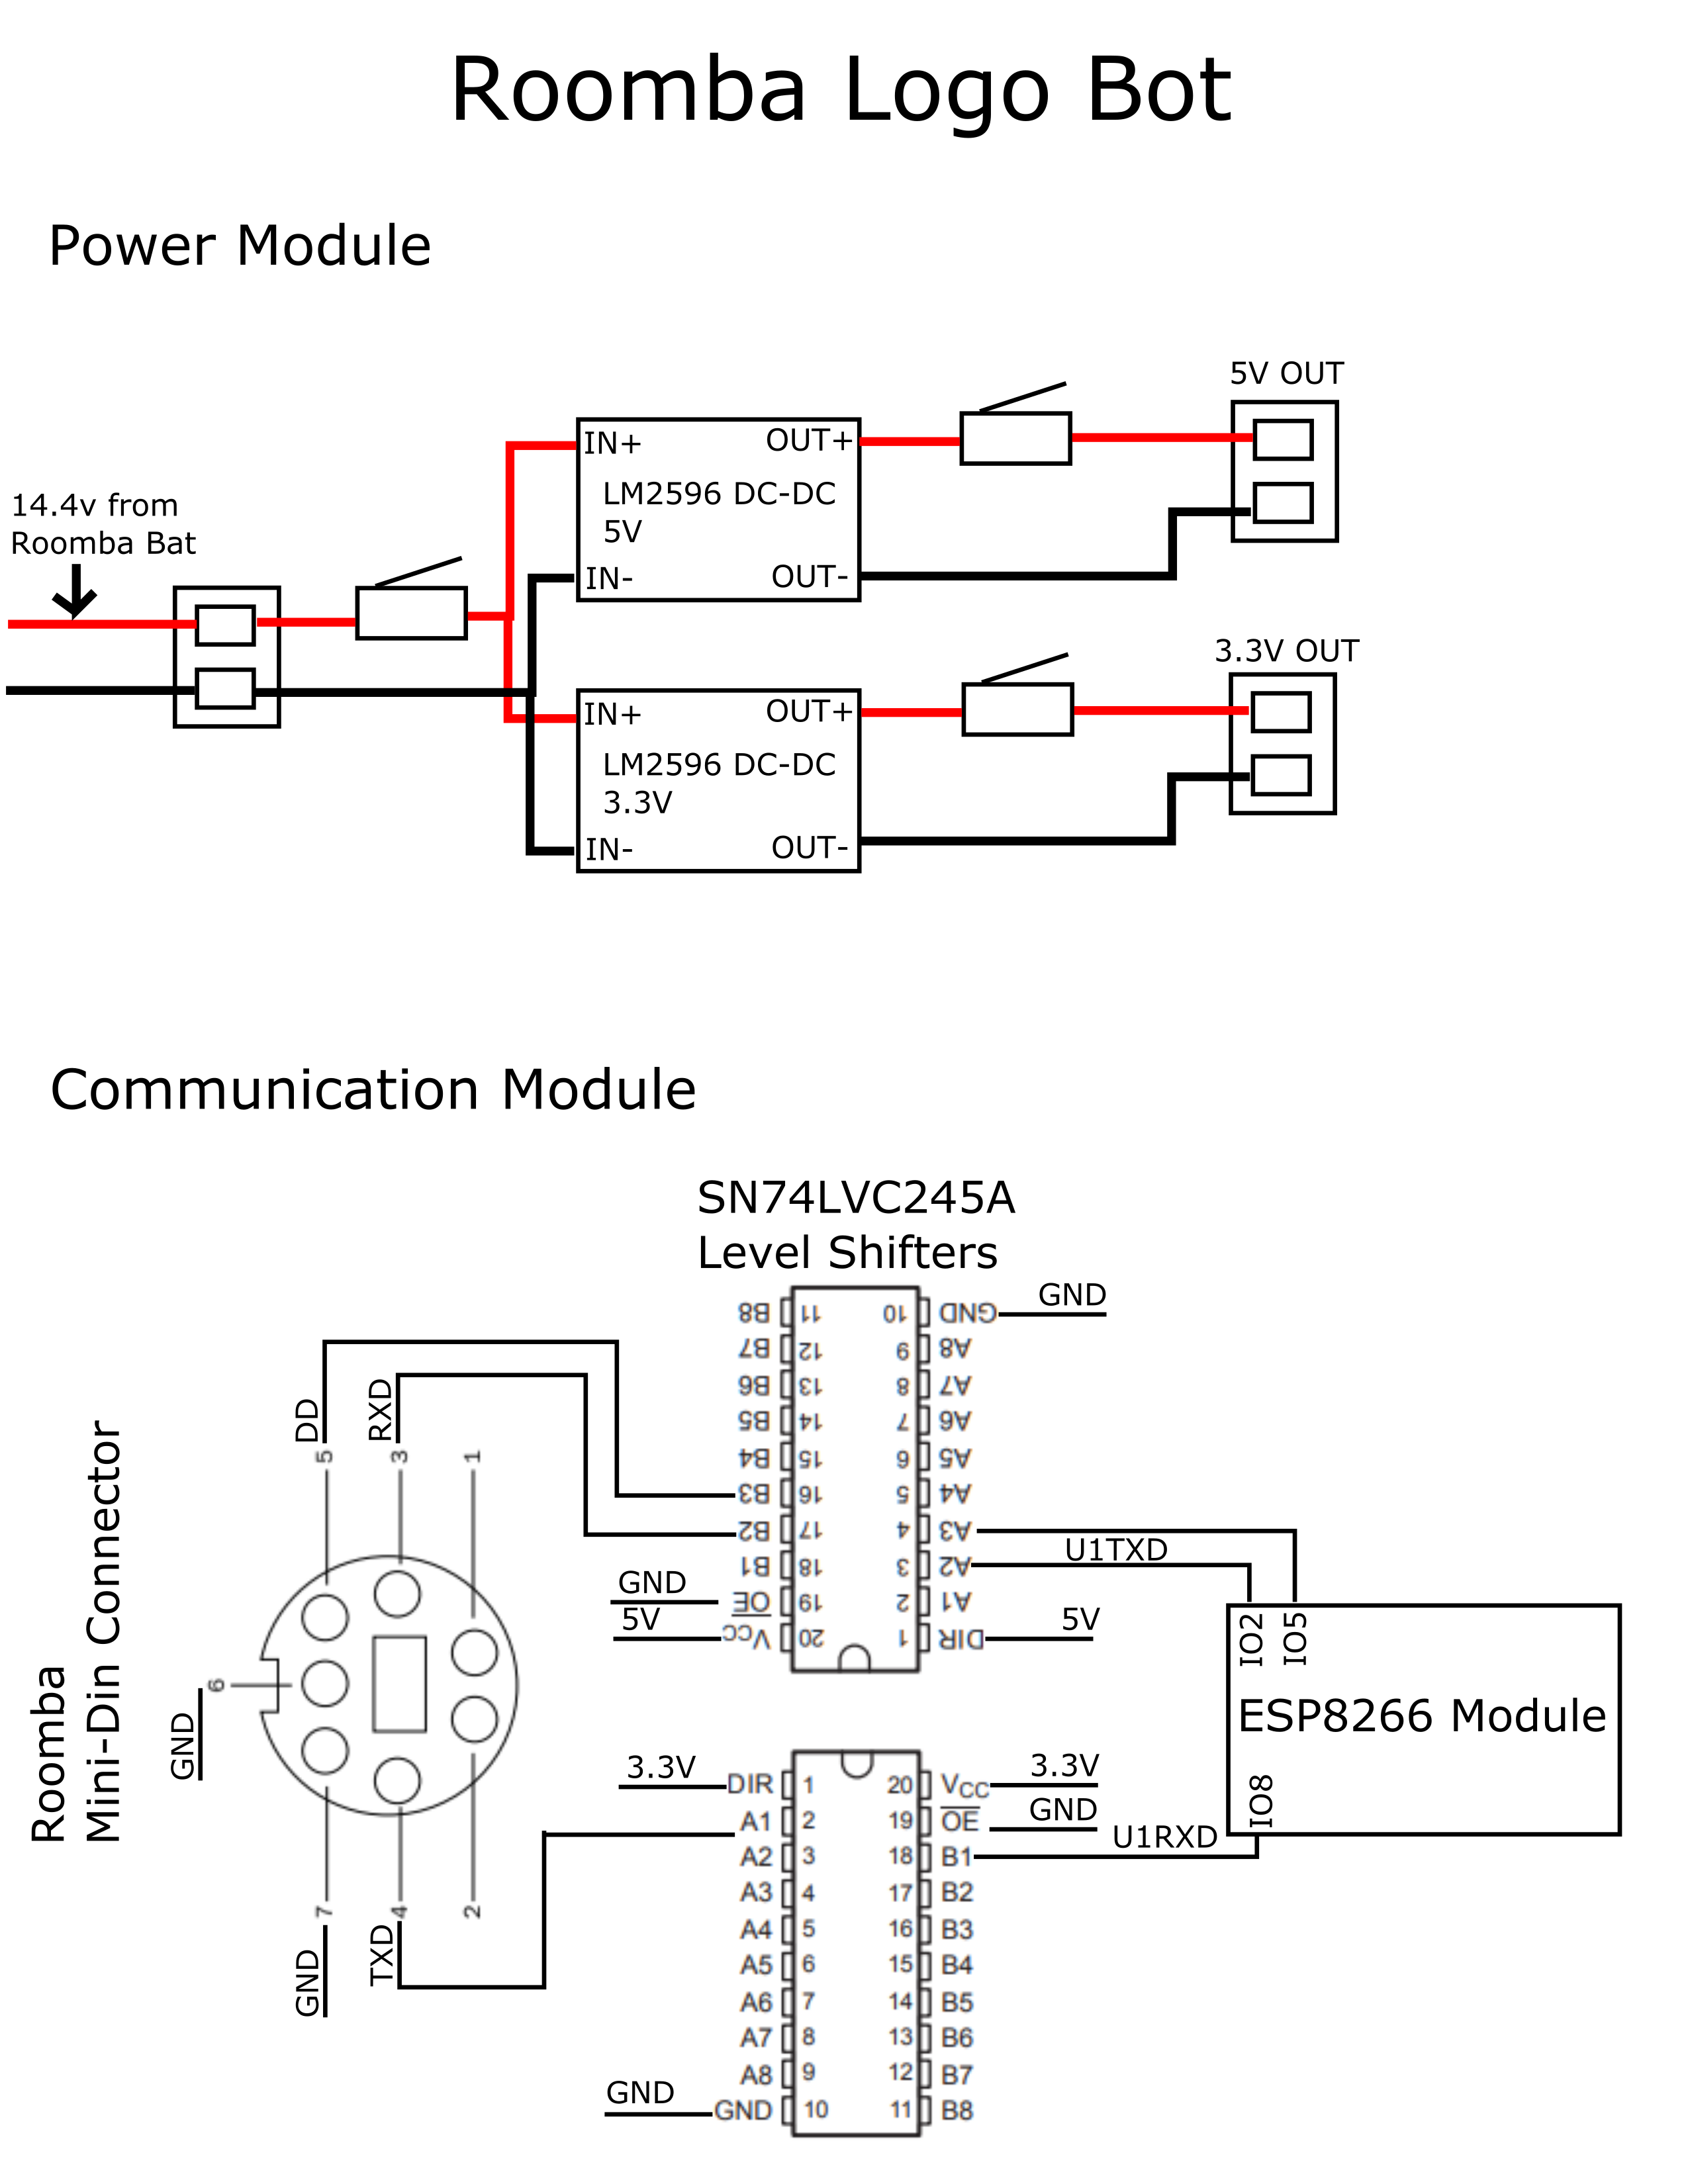 Roomba Logo Bot
Power Module
5V OUT
IN+ OUT+
LM2596 DC-DC
5V
IN- OUT-
14.4v from
Roomba Bat
3.3V OUT
IN+ OUT+
LM2596 DC-DC
3.3V
IN- OUT-
Communication Module
SN74LVC245A
Level Shifters
B8 11 10 GND GND
B7 12 9 A8
B6 13 8 A7
B5 14 7 A6
B4 15 6 A5
B3 16 5 A4
B2 17 4 A3
B1 18 3 A2 U1TXD
GND OE 19 2 A1
5V VCC 20 1 DIR 5V
DD
RXD
5 3 1
6
GND
7 4 2
GND
TXD
Roomba
Mini-Din Connector
IO2 IO5
ESP8266 Module
IO8
3.3V DIR 1 20 VCC 3.3V
A1 2 19 OE GND
A2 3 18 B1 U1RXD
A3 4 17 B2
A4 5 16 B3
A5 6 15 B4
A6 7 14 B5
A7 8 13 B6
A8 9 12 B7
GND GND 10 11 B8